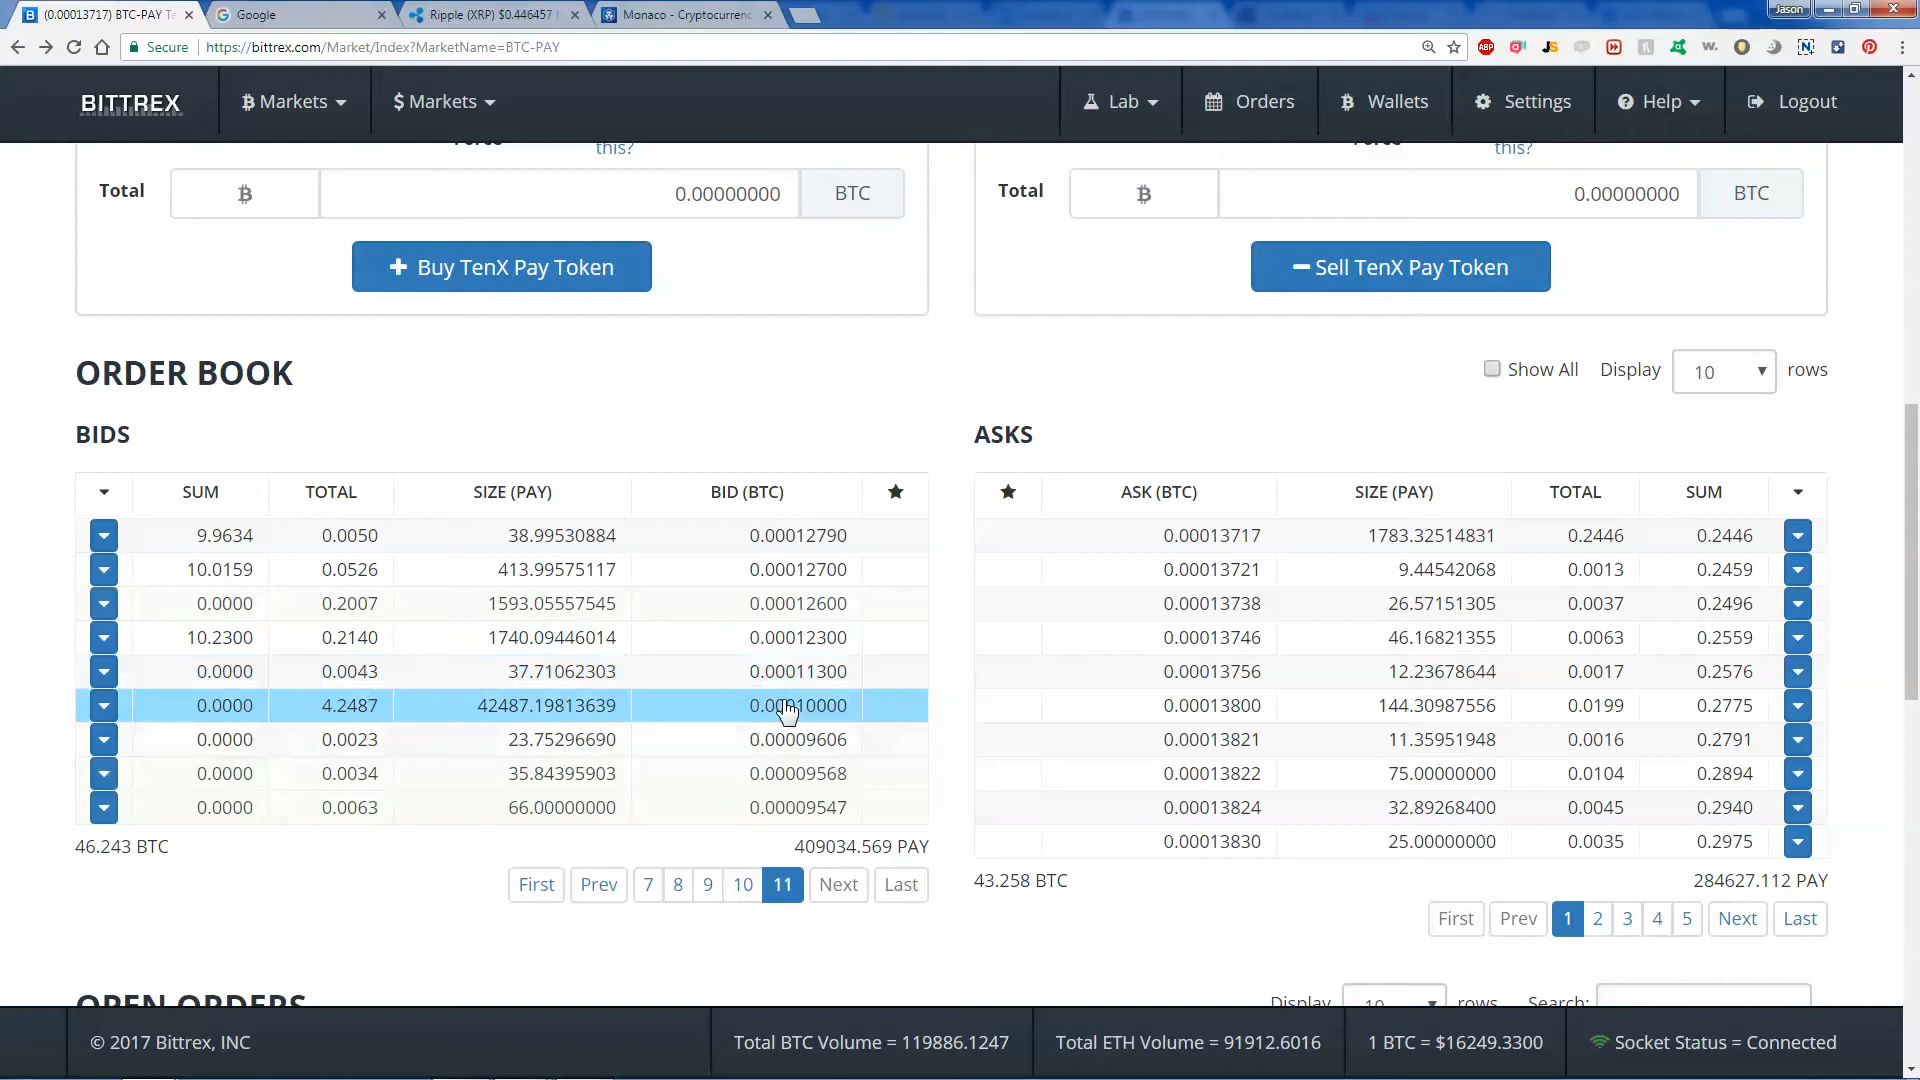 (0.00013717) BTC-PAY T
Google
Ripple (XRP) $0.446457
Monaco - Cryptocurrenc
Jason
Secure
https://bittrex.com/Market/Index?MarketName=BTC-PAY
ABP
JS
W.
N
BITTREX
Markets
$ Markets
Lab
Orders
Wallets
Settings
Help
Logout
this?
this?
Total
0.00000000
BTC
Total
0.00000000
BTC
Buy TenX Pay Token
Sell TenX Pay Token
ORDER BOOK
Show All
Display
10
rows
BIDS
ASKS
SUM TOTAL SIZE (PAY) BID (BTC)
9.9634 0.0050 38.99530884 0.00012790
10.0159 0.0526 413.99575117 0.00012700
0.0000 0.2007 1593.05557545 0.00012600
10.2300 0.2140 1740.09446014 0.00012300
0.0000 0.0043 37.71062303 0.00011300
0.0000 4.2487 42487.19813639 0.00010000
0.0000 0.0023 23.75296690 0.00009606
0.0000 0.0034 35.84395903 0.00009568
0.0000 0.0063 66.00000000 0.00009547
46.243 BTC
409034.569 PAY
First Prev 7 8 9 10 11 Next Last
ASK (BTC) SIZE (PAY) TOTAL SUM
0.00013717 1783.32514831 0.2446 0.2446
0.00013721 9.44542068 0.0013 0.2459
0.00013738 26.57151305 0.0037 0.2496
0.00013746 46.16821355 0.0063 0.2559
0.00013756 12.23678644 0.0017 0.2576
0.00013800 144.30987556 0.0199 0.2775
0.00013821 11.35951948 0.0016 0.2791
0.00013822 75.00000000 0.0104 0.2894
0.00013824 32.89268400 0.0045 0.2940
0.00013830 25.00000000 0.0035 0.2975
43.258 BTC
284627.112 PAY
First Prev 1 2 3 4 5 Next Last
OPEN ORDERS
Display
10
rows
Search:
© 2017 Bittrex, INC
Total BTC Volume = 119886.1247
Total ETH Volume = 91912.6016
1 BTC = $16249.3300
Socket Status = Connected